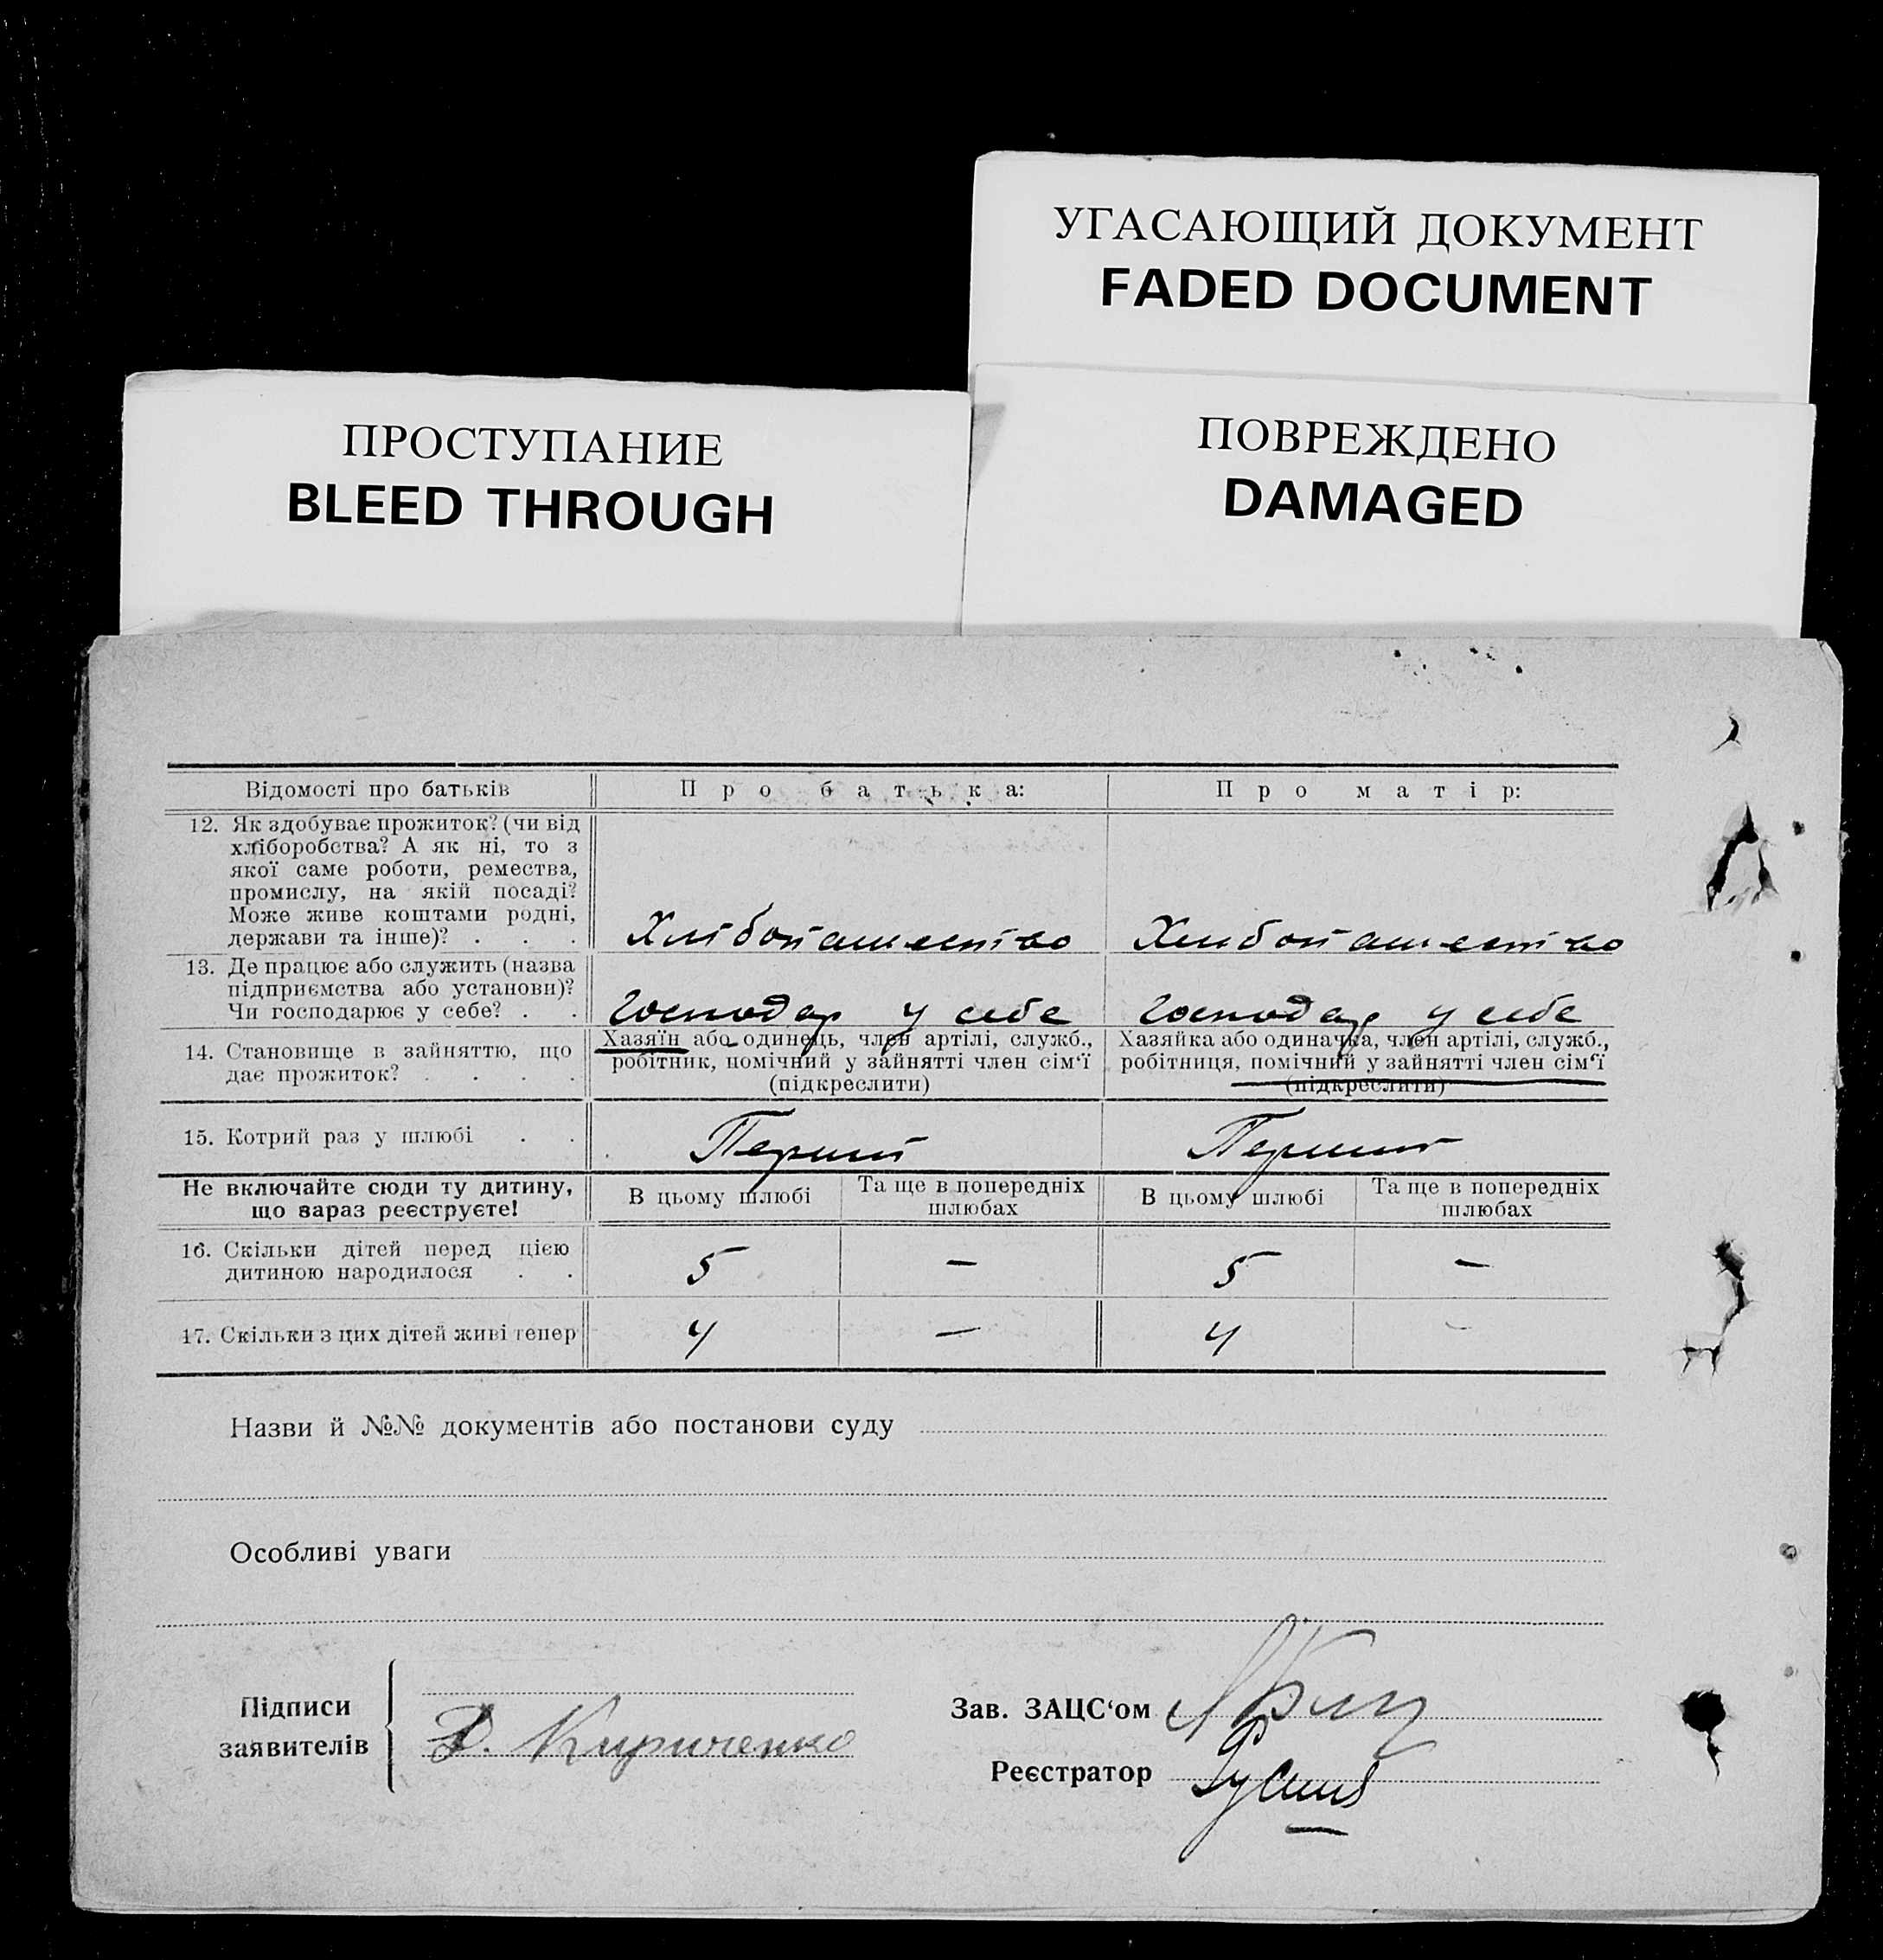 УГАСАЮЩИЙ ДОКУМЕНТ
FADED DOCUMENT
ПРОСТУПАНИЕ
BLEED THROUGH
ПОВРЕЖДЕНО
DAMAGED
Відомості про батьків
Про батька:
Про матір:
12. Як здобуває прожиток? (чи від
хліборобства? А як ні, то з
якої саме роботи, ремества,
промислу, на якій посаді?
Може живе коштами родні,
держави та інше)? . . .
Хлібопашество
Хлибопашество
13. Де працює або служить (назва
підприємства або установи)?
Чи господарює у себе? . .
Господар у себе
Господар у себе
14. Становище в зайняттю, що
дає прожиток? . . . .
Хазяїн або одинець, член артілі, служб.,
робітник, помічний у зайнятті член сім‘ї
(підкреслити)
Хазяйка або одиначка, член артілі, служб.,
робітниця, помічний у зайнятті член сім‘ї
(підкреслити)
15. Котрий раз у шлюбі . .
Перший
Перший
Не включайте сюди ту дитину,
що зараз реєструєте!
В цьому шлюбі
Та ще в попередніх
шлюбах
В цьому шлюбі
Та ще в попередніх
шлюбах
16. Скільки дітей перед цією
дитиною народилося . .
5 — 5 —
17. Скільки з цих дітей живі тепер
4 — 4 -
Назви й №№ документів або постанови суду
Особливі уваги
Підписи
заявителів
Д. Кириченко
Зав. ЗАЦС‘ом
Реєстратор